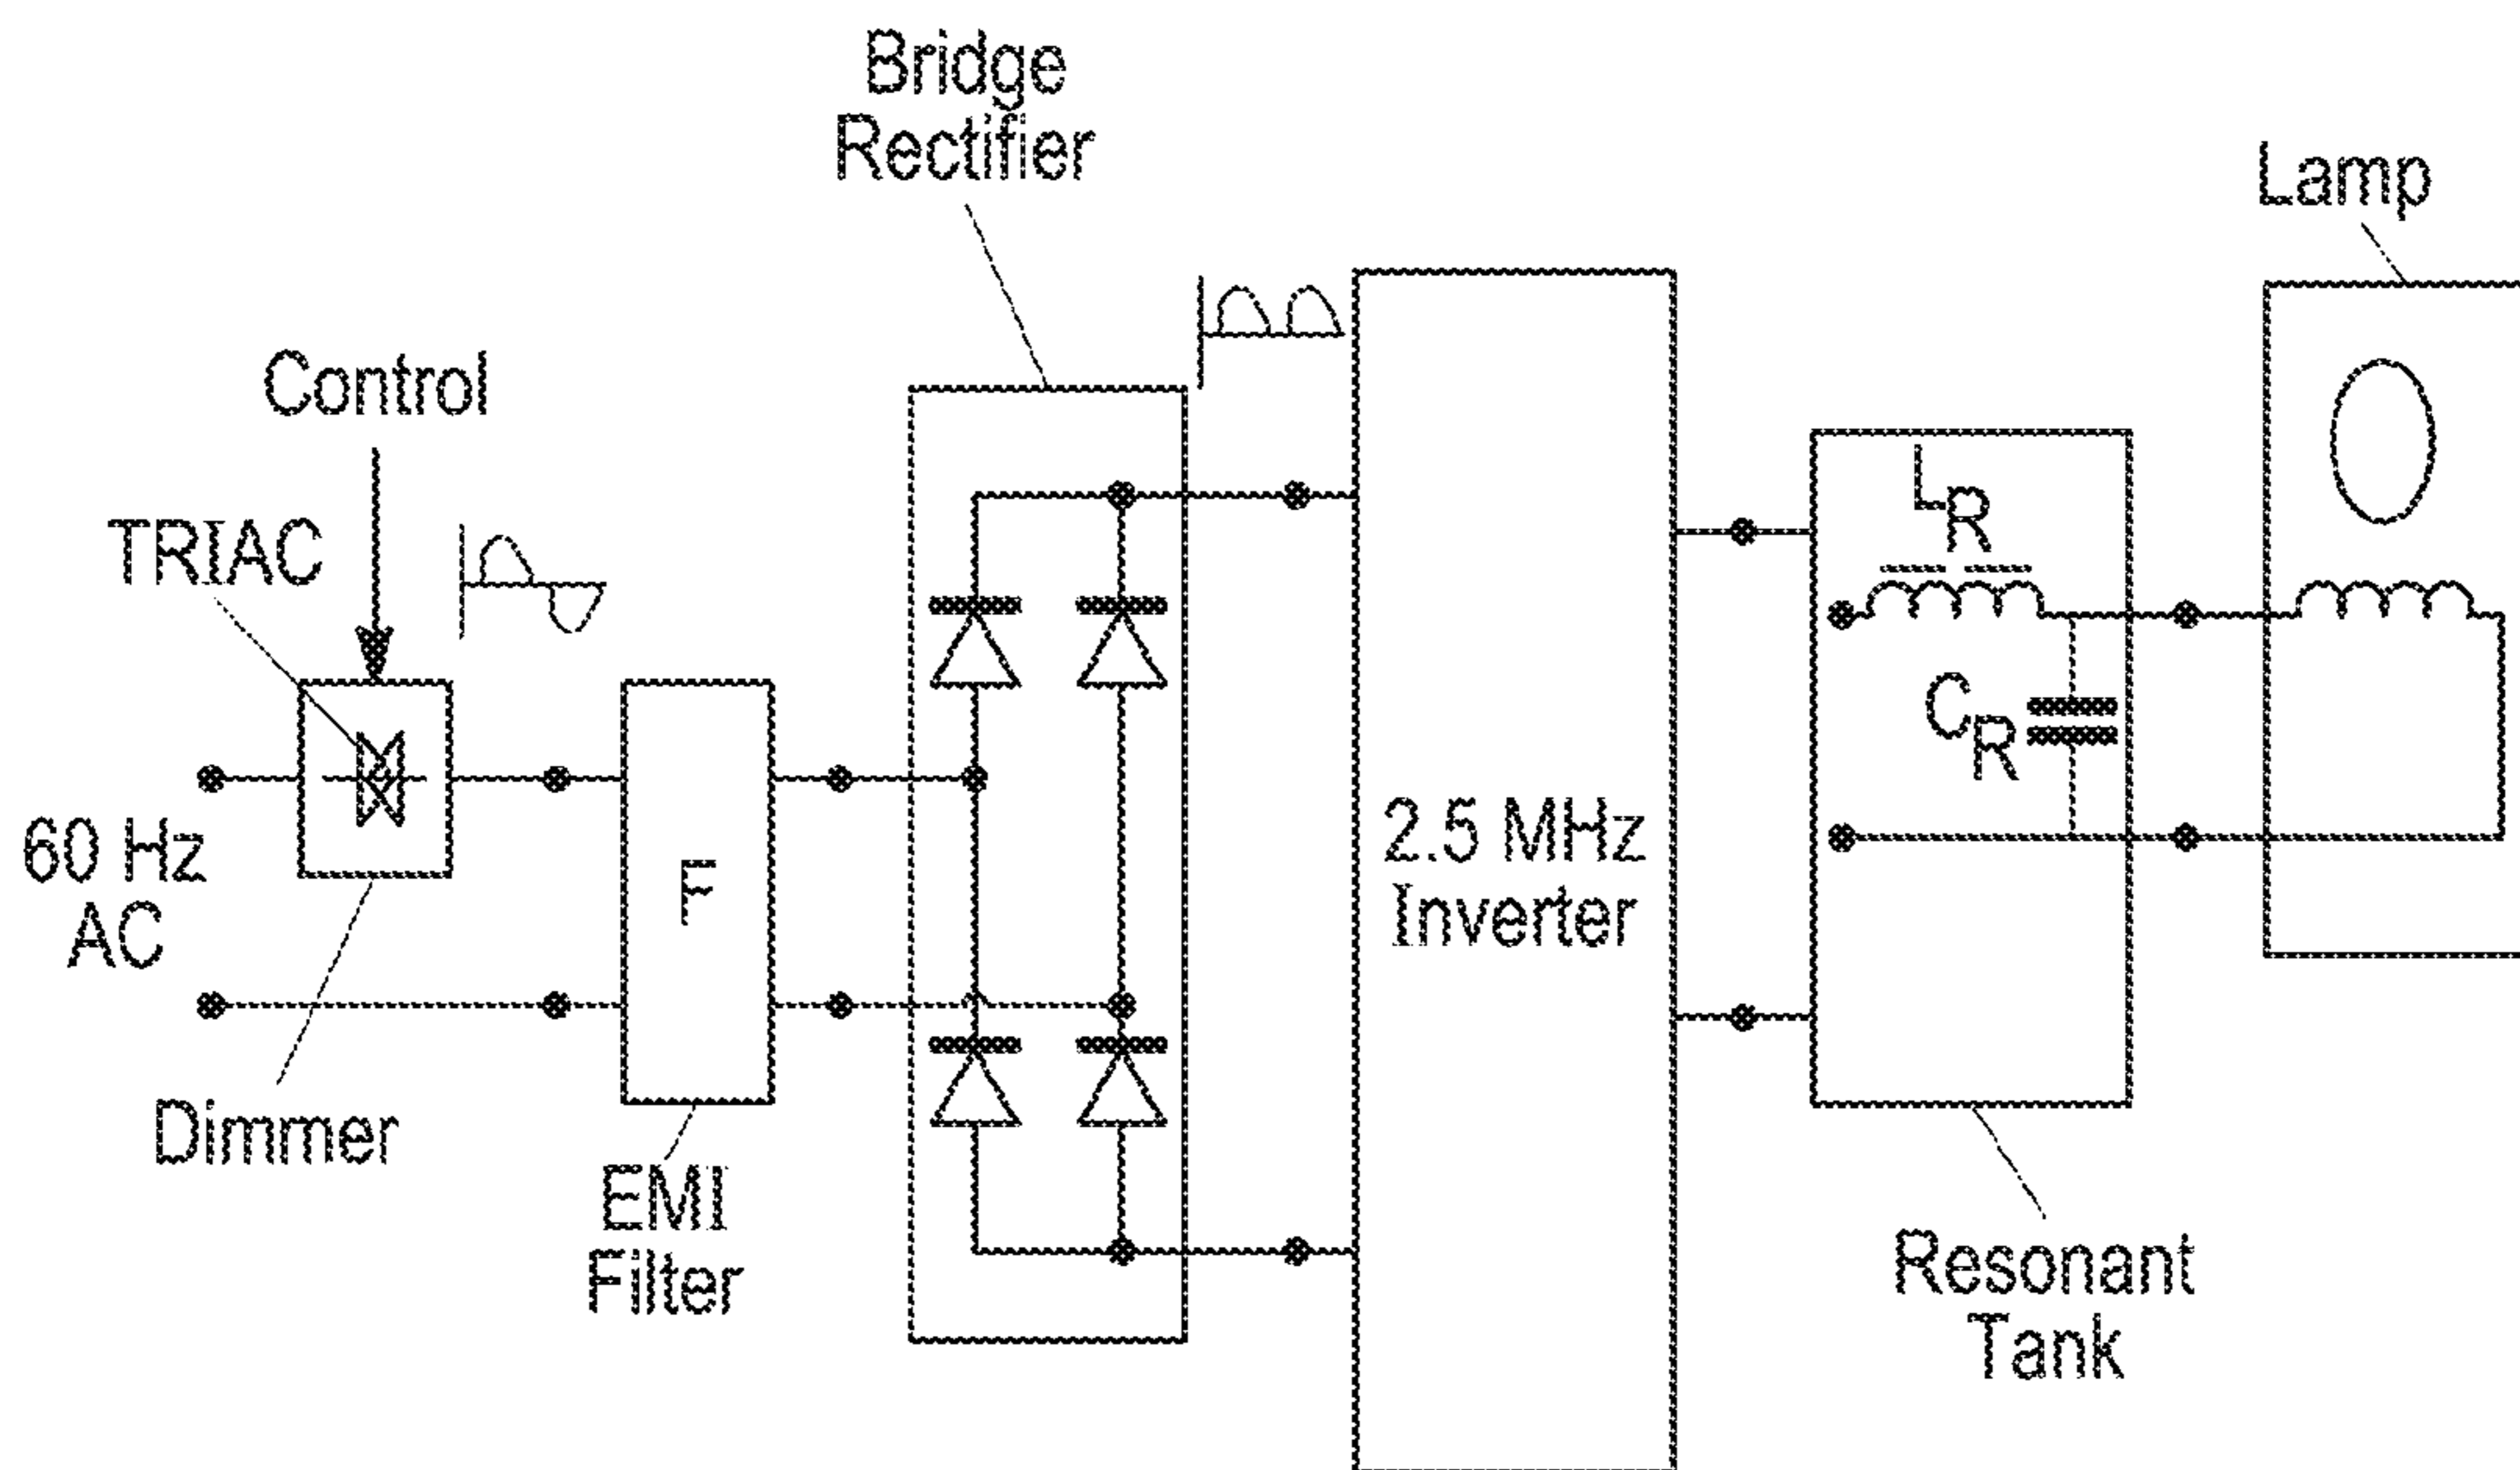 Bridge
Rectifier
Lamp
Control
TRIAC
60 Hz
AC
F
Dimmer
EMI
Filter
2.5 MHz
Inverter
LR
CR
Resonant
Tank